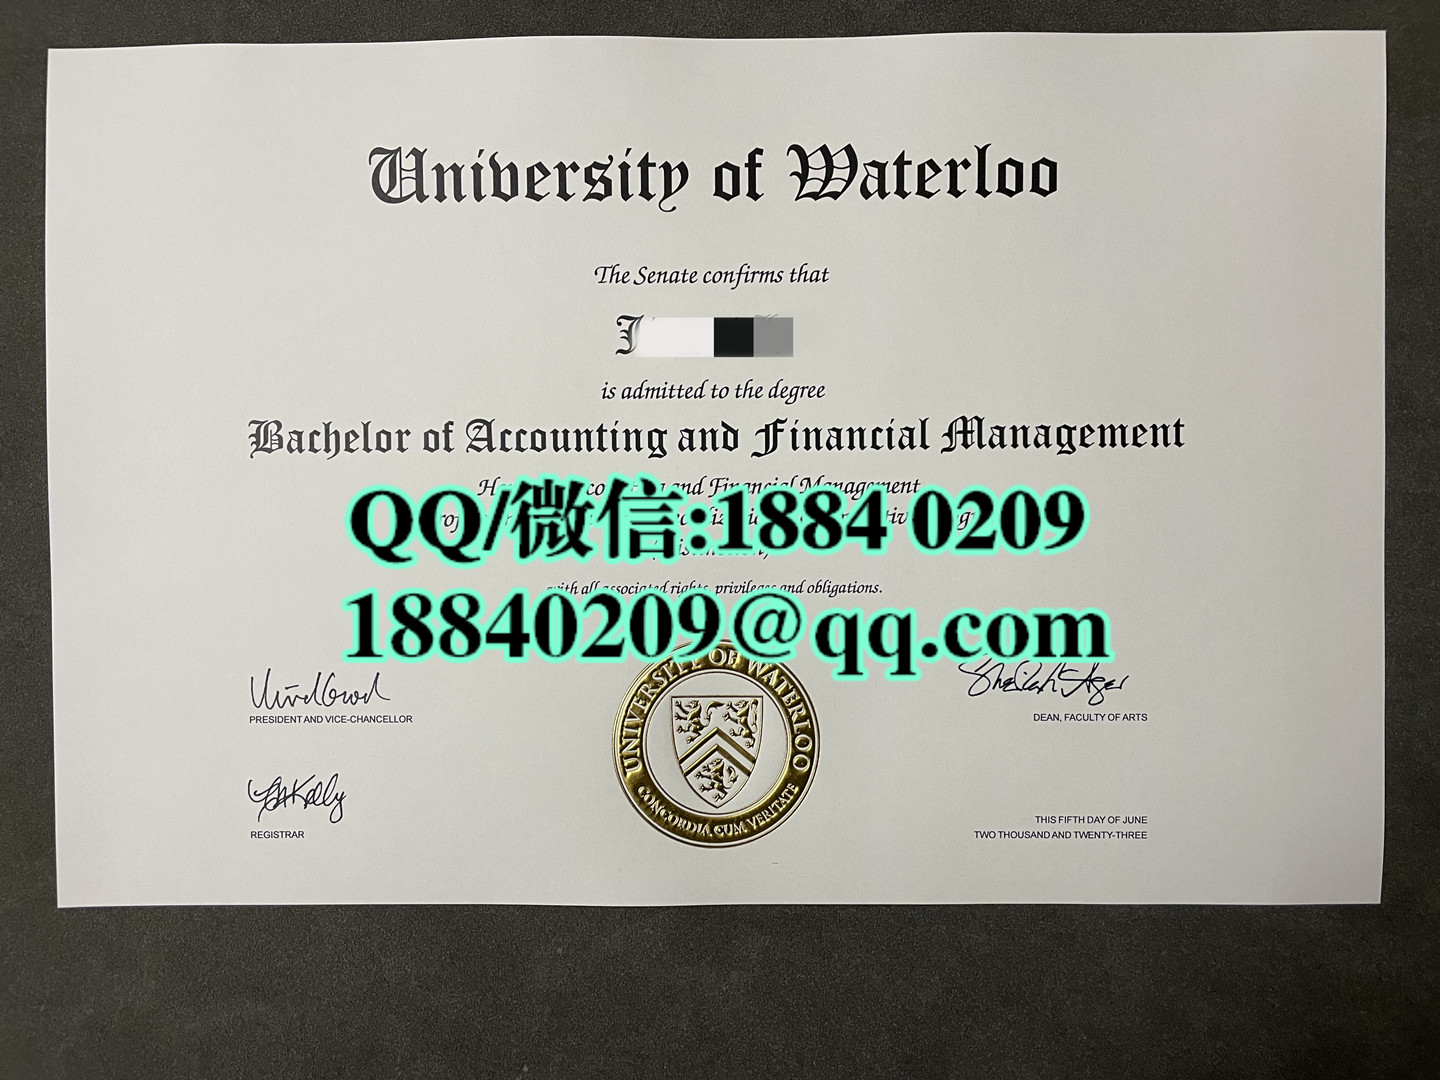 University of Waterloo
The Senate confirms that
J
is admitted to the degree
Bachelor of Accounting and Financial Management
and Financial Management
QQ/微信:1884 0209
with all associated rights, privileges and obligations.
18840209@qq.com
UNIVERSITY OF WATERLOO
CONCORDIA CUM VERITATE
PRESIDENT AND VICE-CHANCELLOR
DEAN, FACULTY OF ARTS
REGISTRAR
THIS FIFTH DAY OF JUNE
TWO THOUSAND AND TWENTY-THREE